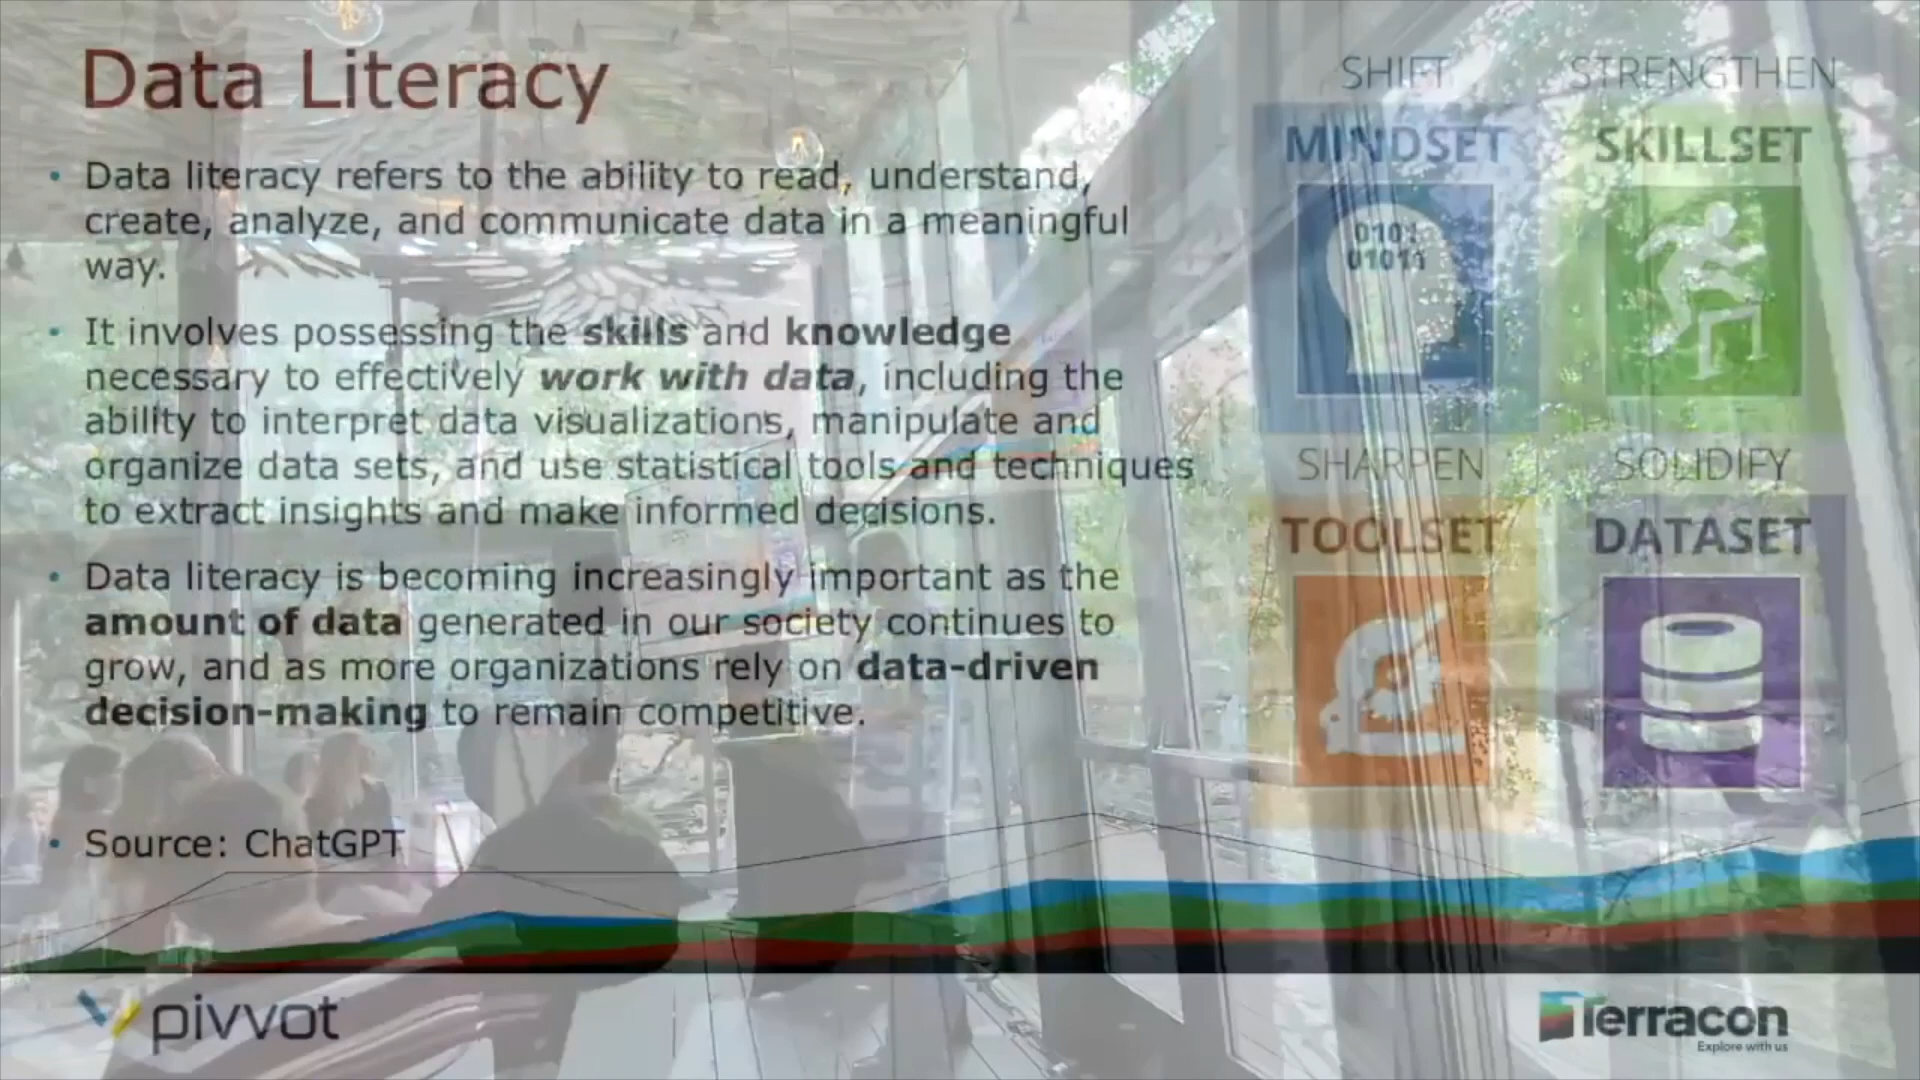 Data Literacy
• Data literacy refers to the ability to read, understand,
create, analyze, and communicate data in a meaningful
way.
• It involves possessing the skills and knowledge
necessary to effectively work with data, including the
ability to interpret data visualizations, manipulate and
organize data sets, and use statistical tools and techniques
to extract insights and make informed decisions.
• Data literacy is becoming increasingly important as the
amount of data generated in our society continues to
grow, and as more organizations rely on data-driven
decision-making to remain competitive.
• Source: ChatGPT
SHIFT
MINDSET
0101
01011
STRENGTHEN
SKILLSET
SHARPEN
TOOLSET
SOLIDIFY
DATASET
pivvot
Terracon
Explore with us